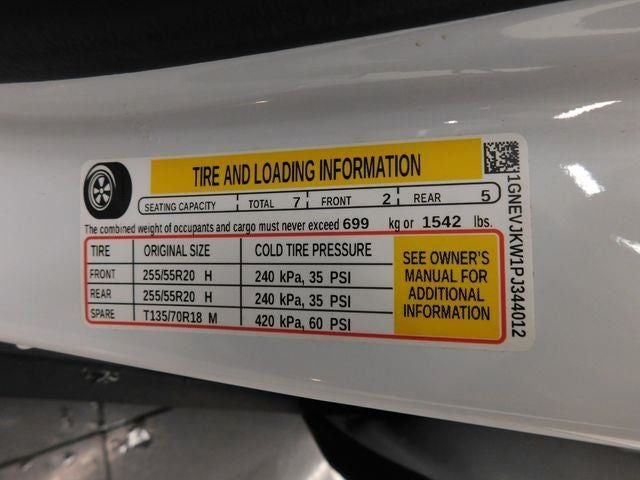 TIRE AND LOADING INFORMATION
SEATING CAPACITY TOTAL 7 FRONT 2 REAR 5
The combined weight of occupants and cargo must never exceed 699 kg or 1542 lbs.
TIRE ORIGINAL SIZE COLD TIRE PRESSURE
FRONT 255/55R20 H 240 kPa, 35 PSI
REAR 255/55R20 H 240 kPa, 35 PSI
SPARE T135/70R18 M 420 kPa, 60 PSI
SEE OWNER'S
MANUAL FOR
ADDITIONAL
INFORMATION
1GNEVJKW1PJ344012